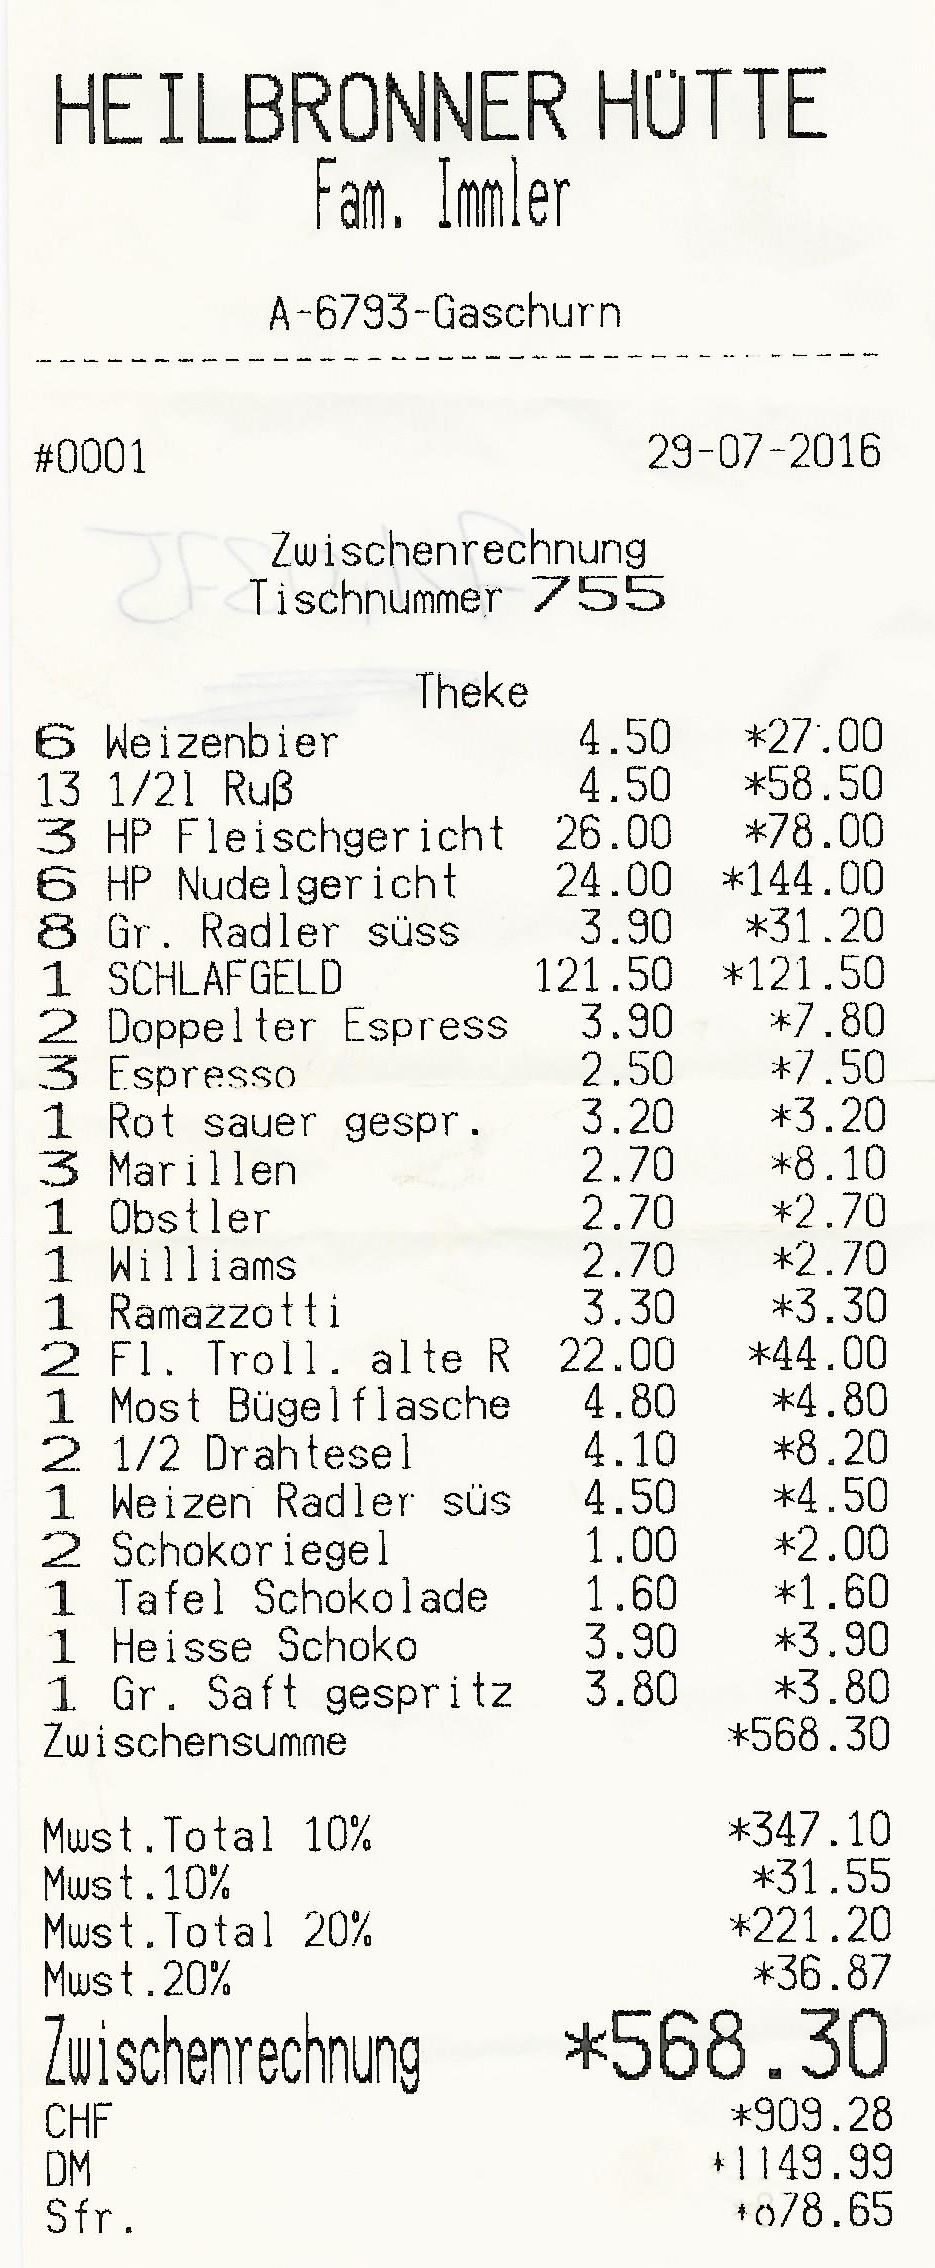 HEILBRONNER HÜTTE
Fam. Immler
A-6793-Gaschurn
#0001 29-07-2016
Zwischenrechnung
Tischnummer 755
Theke
6 Weizenbier 4.50 *27.00
13 1/2l Ruß 4.50 *58.50
3 HP Fleischgericht 26.00 *78.00
6 HP Nudelgericht 24.00 *144.00
8 Gr. Radler süss 3.90 *31.20
1 SCHLAFGELD 121.50 *121.50
2 Doppelter Espress 3.90 *7.80
3 Espresso 2.50 *7.50
1 Rot sauer gespr. 3.20 *3.20
3 Marillen 2.70 *8.10
1 Obstler 2.70 *2.70
1 Williams 2.70 *2.70
1 Ramazzotti 3.30 *3.30
2 Fl. Troll. alte R 22.00 *44.00
1 Most Bügelflasche 4.80 *4.80
2 1/2 Drahtesel 4.10 *8.20
1 Weizen Radler süs 4.50 *4.50
2 Schokoriegel 1.00 *2.00
1 Tafel Schokolade 1.60 *1.60
1 Heisse Schoko 3.90 *3.90
1 Gr. Saft gespritz 3.80 *3.80
Zwischensumme *568.30
Mwst.Total 10% *347.10
Mwst.10% *31.55
Mwst.Total 20% *221.20
Mwst.20% *36.87
Zwischenrechnung *568.30
CHF *909.28
DM *1149.99
Sfr. *878.65